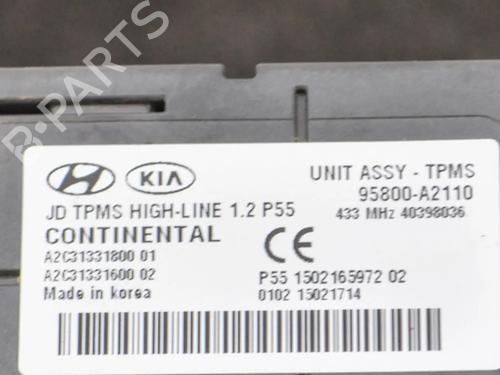 B-PARTS
KIA
UNIT ASSY - TPMS
95800-A2110
JD TPMS HIGH-LINE 1.2 P55
433 MHz 40398036
CONTINENTAL
CE
A2C31331800 01
A2C31331600 02
P55 1502165972 02
Made in korea
0102 15021714